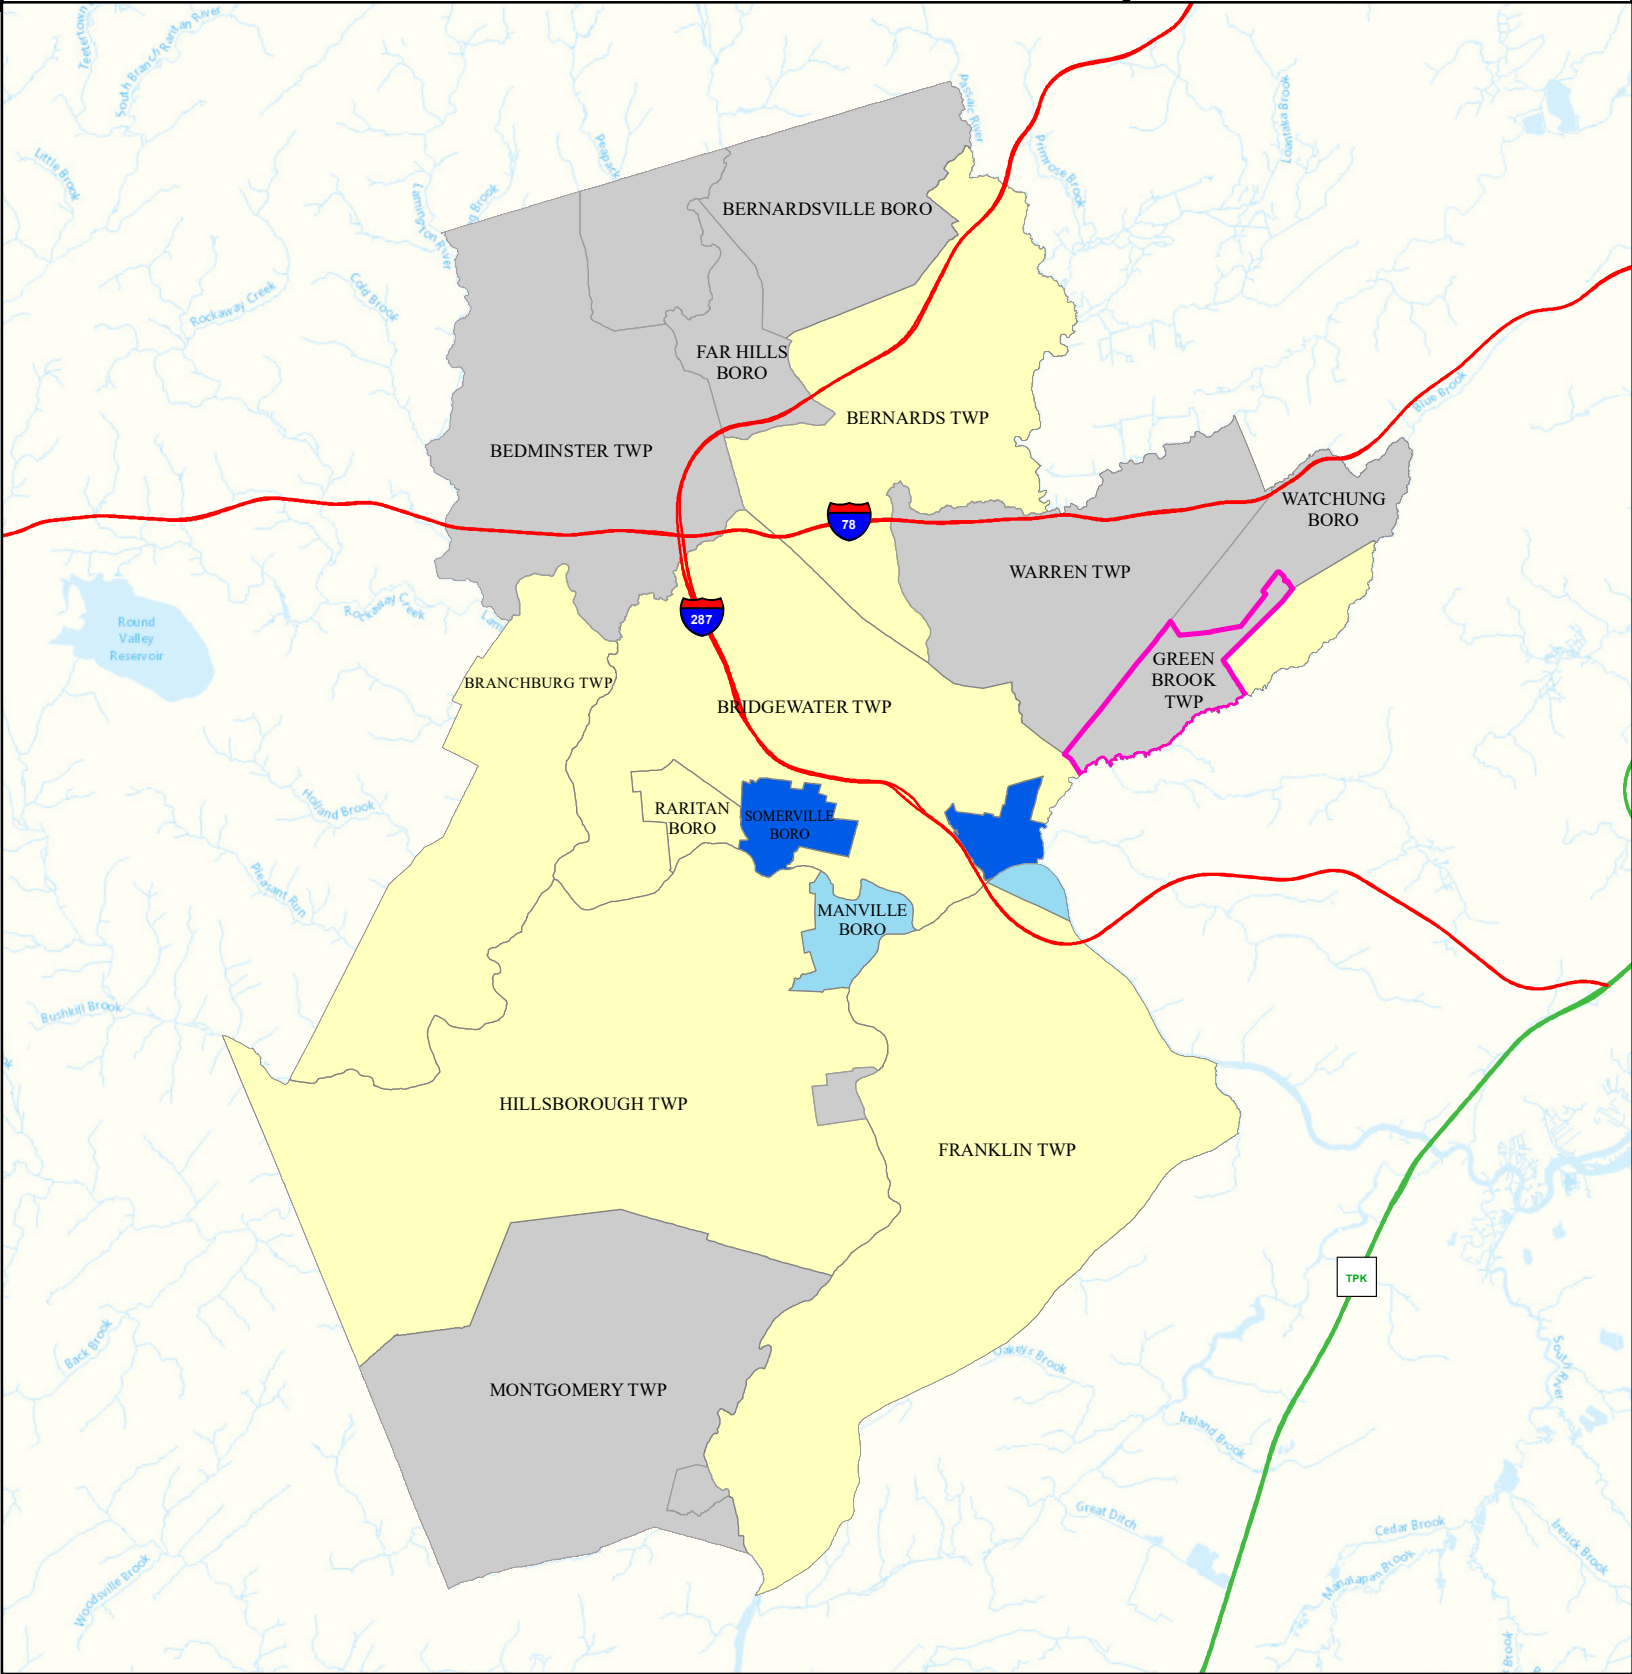 Teetertown
South Branch Raritan River
Passaic River
Loantaka Brook
Peapack
Primrose Brook
Little Brook
Lamington River
g Brook
BERNARDSVILLE BORO
Rockaway Creek
Cold Brook
FAR HILLS
BORO
BERNARDS TWP
Blue Brook
BEDMINSTER TWP
WATCHUNG
BORO
78
WARREN TWP
Rockaway Creek
Lami
287
Round
Valley
Reservoir
GREEN
BROOK
TWP
BRANCHBURG TWP
BRIDGEWATER TWP
Holland Brook
RARITAN
BORO
SOMERVILLE
BORO
Pleasant Run
MANVILLE
BORO
Bushkill Brook
HILLSBOROUGH TWP
FRANKLIN TWP
TPK
Back Brook
Oakeys Brook
South River
MONTGOMERY TWP
Ireland Brook
Great Ditch
Cedar Brook
Iresick Brook
Manalapan Brook
Woodsville Brook
Brook